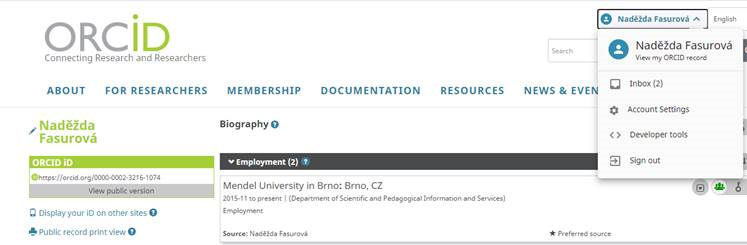 ORCID
Connecting Research and Researchers
Naděžda Fasurová
English
Search
Naděžda Fasurová
View my ORCID record
Inbox (2)
Account Settings
Developer tools
Sign out
ABOUT FOR RESEARCHERS MEMBERSHIP DOCUMENTATION RESOURCES NEWS & EVEN
Naděžda
Fasurová
ORCID iD
https://orcid.org/0000-0002-3216-1074
View public version
Display your iD on other sites
Public record print view
Biography
Employment (2)
Mendel University in Brno: Brno, CZ
2015-11 to present | (Department of Scientific and Pedagogical Information and Services)
Employment
Source: Naděžda Fasurová
Preferred source